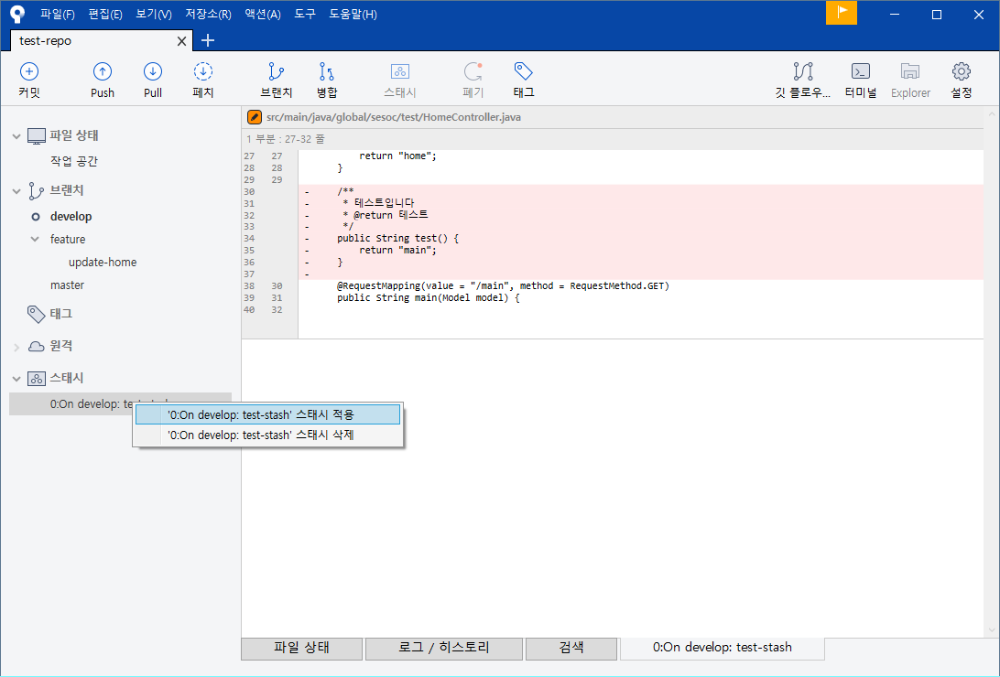 파일(F) 편집(E) 보기(V) 저장소(R) 액션(A) 도구 도움말(H)
test-repo
커밋 Push Pull 페치 브랜치 병합 스태시 폐기 태그 깃 플로우... 터미널 Explorer 설정
파일 상태
작업 공간
브랜치
develop
feature
update-home
master
태그
원격
스태시
0:On develop: te
'0:On develop: test-stash' 스태시 적용
'0:On develop: test-stash' 스태시 삭제
src/main/java/global/sesoc/test/HomeController.java
1 부분 : 27-32 줄
27 27 return "home";
28 28 }
29 29
30 - /**
31 - * 테스트입니다
32 - * @return 테스트
33 - */
34 - public String test() {
35 - return "main";
36 - }
37 -
38 30 @RequestMapping(value = "/main", method = RequestMethod.GET)
39 31 public String main(Model model) {
40 32
파일 상태 로그 / 히스토리 검색 0:On develop: test-stash